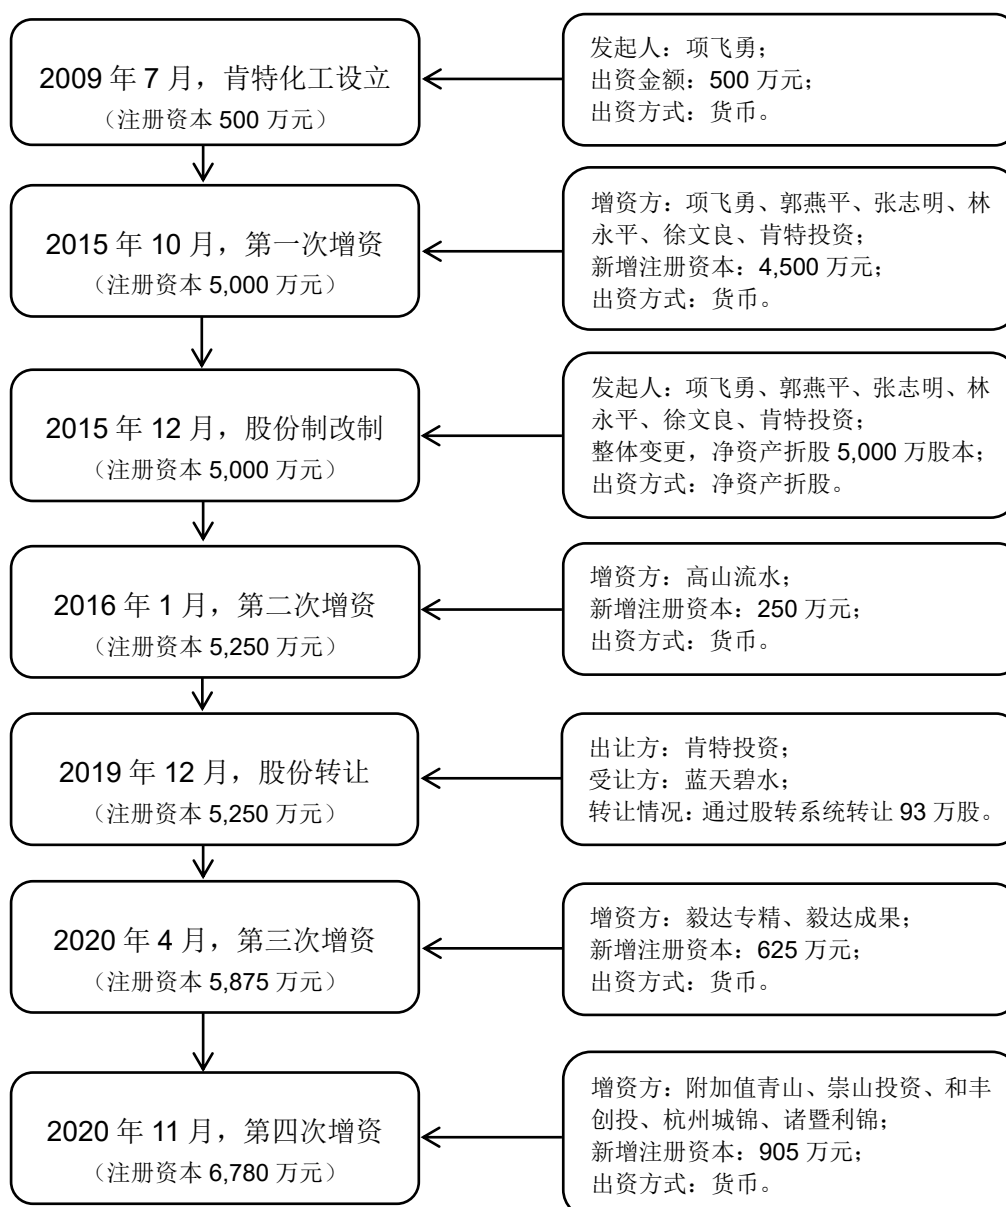 2009 年 7 月，肯特化工设立
（注册资本 500 万元）
发起人：项飞勇；
出资金额：500 万元；
出资方式：货币。
2015 年 10 月，第一次增资
（注册资本 5,000 万元）
增资方：项飞勇、郭燕平、张志明、林
永平、徐文良、肯特投资；
新增注册资本：4,500 万元；
出资方式：货币。
2015 年 12 月，股份制改制
（注册资本 5,000 万元）
发起人：项飞勇、郭燕平、张志明、林
永平、徐文良、肯特投资；
整体变更，净资产折股 5,000 万股本；
出资方式：净资产折股。
2016 年 1 月，第二次增资
（注册资本 5,250 万元）
增资方：高山流水；
新增注册资本：250 万元；
出资方式：货币。
2019 年 12 月，股份转让
（注册资本 5,250 万元）
出让方：肯特投资；
受让方：蓝天碧水；
转让情况：通过股转系统转让 93 万股。
2020 年 4 月，第三次增资
（注册资本 5,875 万元）
增资方：毅达专精、毅达成果；
新增注册资本：625 万元；
出资方式：货币。
2020 年 11 月，第四次增资
（注册资本 6,780 万元）
增资方：附加值青山、崇山投资、和丰
创投、杭州城锦、诸暨利锦；
新增注册资本：905 万元；
出资方式：货币。